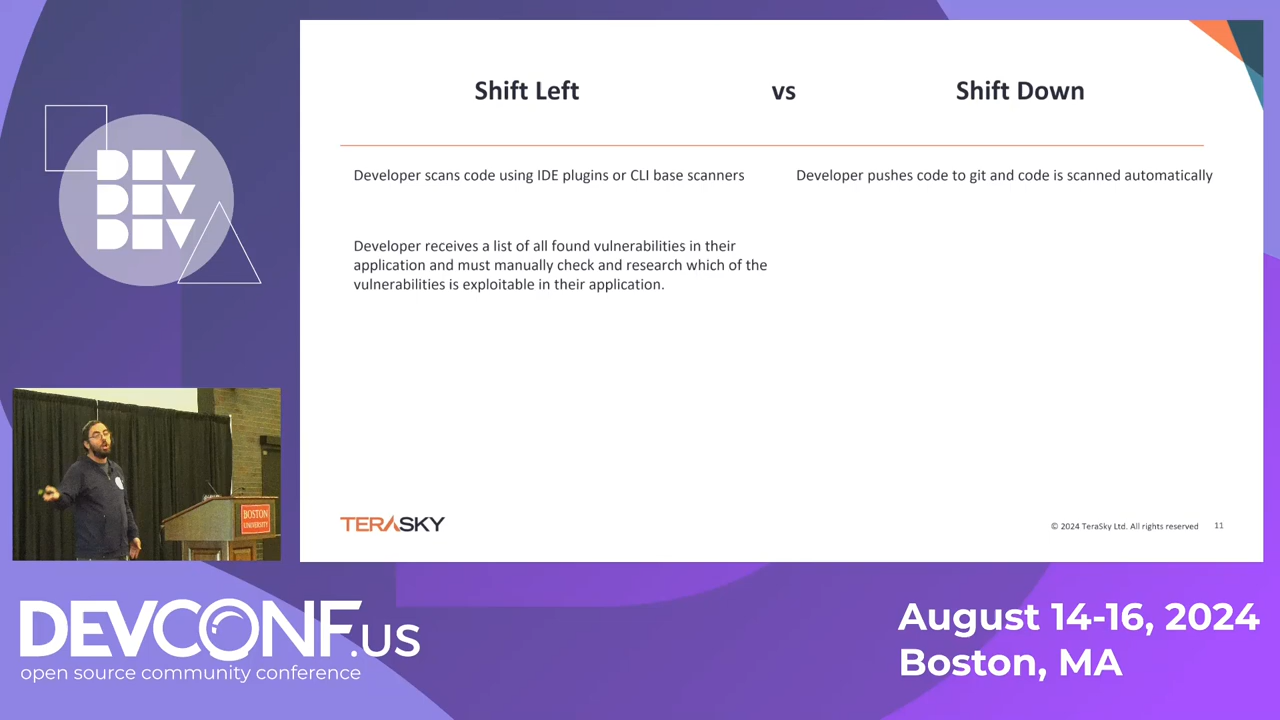 DEV
DEV
DEV
Shift Left
vs
Shift Down
Developer scans code using IDE plugins or CLI base scanners
Developer pushes code to git and code is scanned automatically
Developer receives a list of all found vulnerabilities in their
application and must manually check and research which of the
vulnerabilities is exploitable in their application.
TERASKY
© 2024 TeraSky Ltd. All rights reserved
11
BOSTON
UNIVERSITY
DEVCONF.US
open source community conference
August 14-16, 2024
Boston, MA